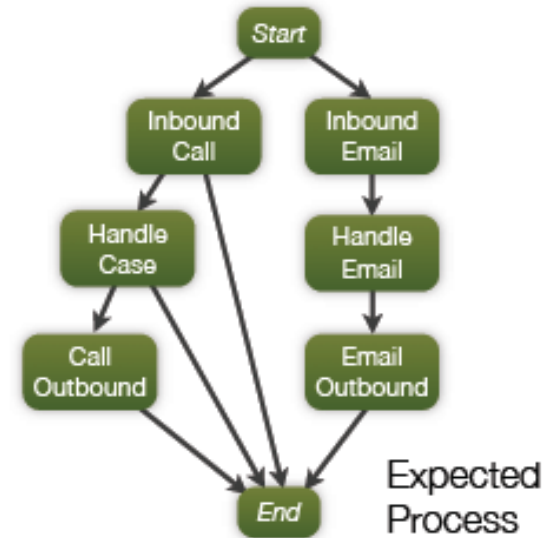 Start
Inbound
Call
Inbound
Email
Handle
Case
Handle
Email
Call
Outbound
Email
Outbound
End
Expected
Process